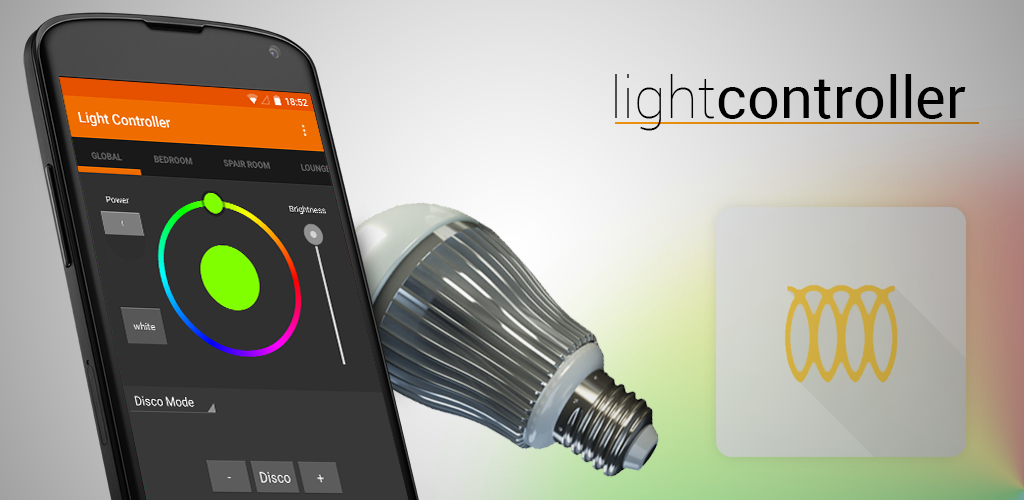 lightcontroller
18:52
Light Controller
GLOBAL BEDROOM SPAIR ROOM LOUNGE
Power
Brightness
white
Disco Mode
- Disco +